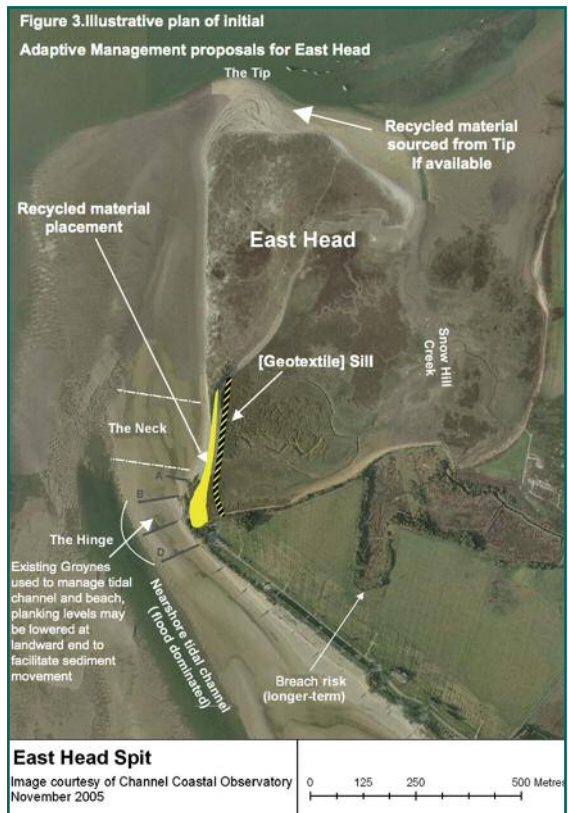 Figure 3.Illustrative plan of initial
Adaptive Management proposals for East Head
The Tip
Recycled material
sourced from Tip
If available
Recycled material
placement
East Head
Snow Hill
Creek
[Geotextile] Sill
The Neck
A
B
The Hinge
D
Existing Groynes
used to manage tidal
channel and beach,
planking levels may
be lowered at
landward end to
facilitate sediment
movement
Nearshore tidal channel
(flood dominated)
Breach risk
(longer-term)
East Head Spit
Image courtesy of Channel Coastal Observatory
November 2005
0 125 250 500 Metres